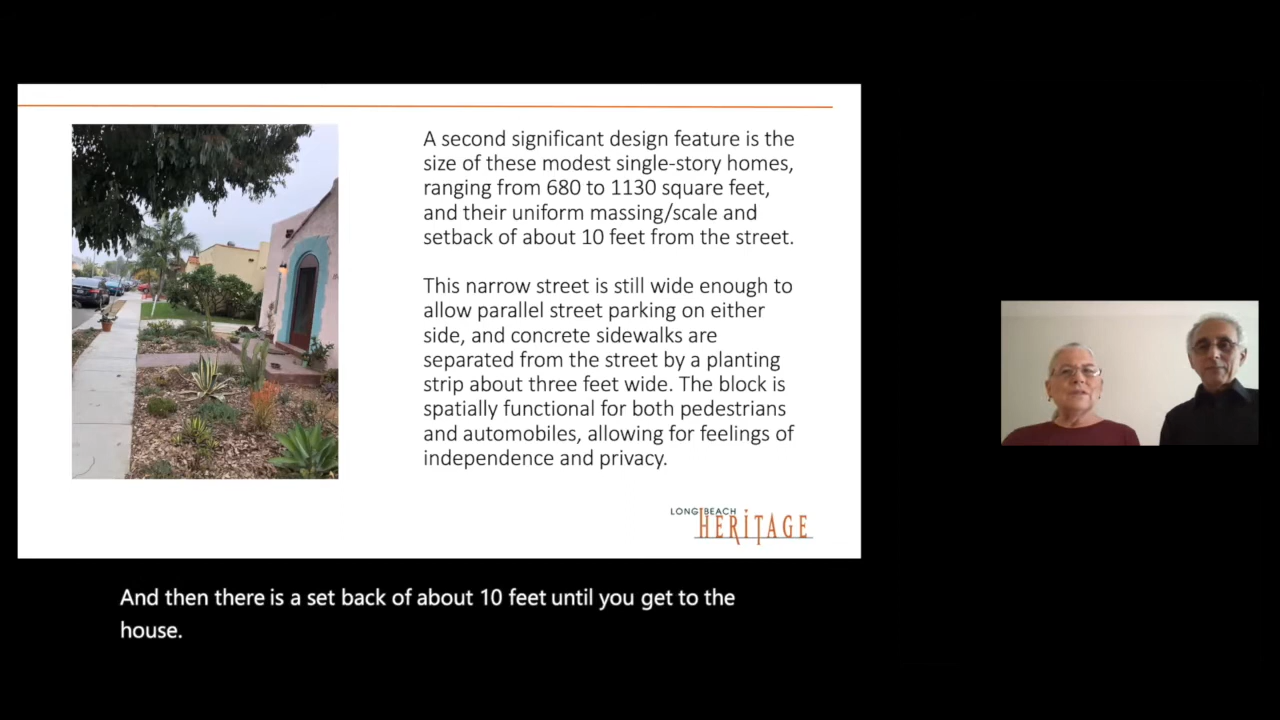 A second significant design feature is the
size of these modest single-story homes,
ranging from 680 to 1130 square feet,
and their uniform massing/scale and
setback of about 10 feet from the street.
This narrow street is still wide enough to
allow parallel street parking on either
side, and concrete sidewalks are
separated from the street by a planting
strip about three feet wide. The block is
spatially functional for both pedestrians
and automobiles, allowing for feelings of
independence and privacy.
LONG BEACH
HERITAGE
And then there is a set back of about 10 feet until you get to the
house.